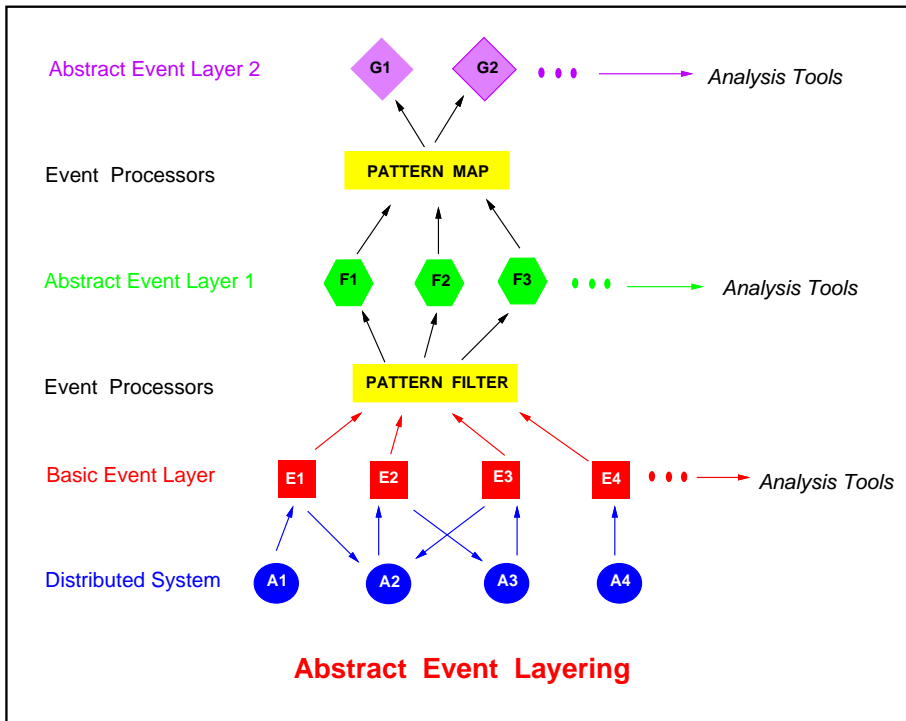 Abstract Event Layer 2
G1
G2
Analysis Tools
Event Processors
PATTERN MAP
Abstract Event Layer 1
F1
F2
F3
Analysis Tools
Event Processors
PATTERN FILTER
Basic Event Layer
E1
E2
E3
E4
Analysis Tools
Distributed System
A1
A2
A3
A4
Abstract Event Layering